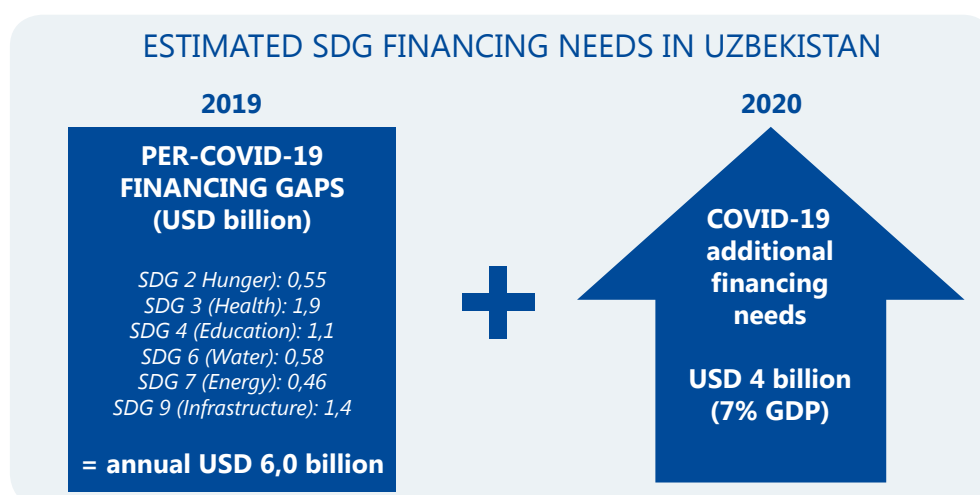 ESTIMATED SDG FINANCING NEEDS IN UZBEKISTAN
2019
PER-COVID-19
FINANCING GAPS
(USD billion)
SDG 2 Hunger): 0,55
SDG 3 (Health): 1,9
SDG 4 (Education): 1,1
SDG 6 (Water): 0,58
SDG 7 (Energy): 0,46
SDG 9 (Infrastructure): 1,4
= annual USD 6,0 billion
+
2020
COVID-19
additional
financing
needs
USD 4 billion
(7% GDP)